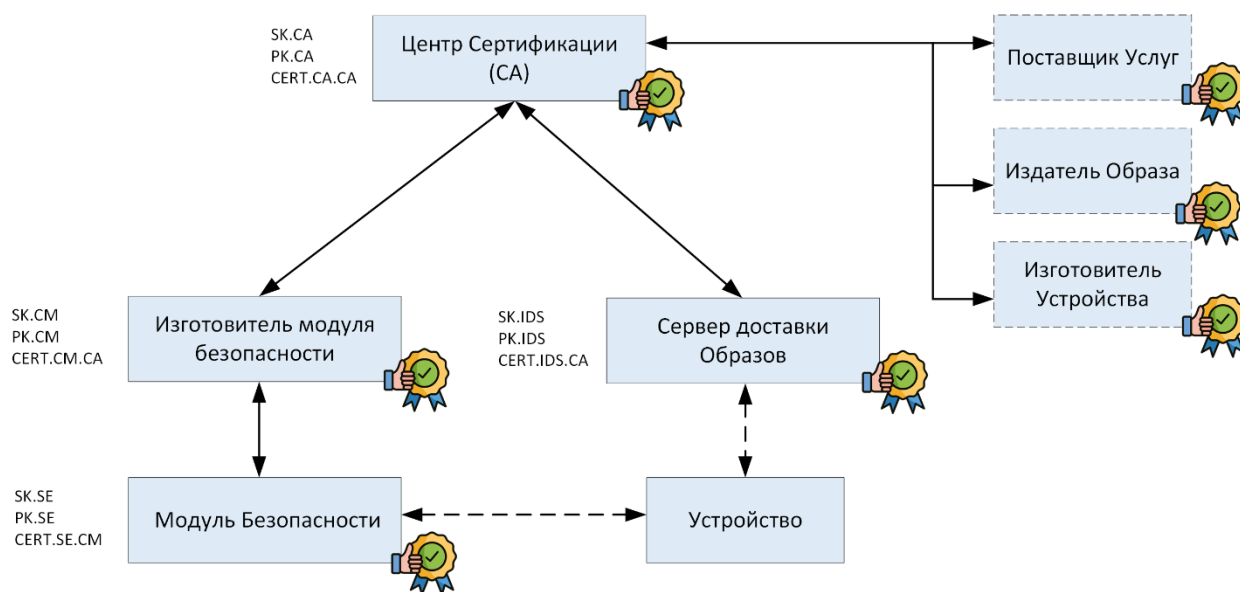 SK.CA
PK.CA
CERT.CA.CA
Центр Сертификации
(CA)
Поставщик Услуг
Издатель Образа
Изготовитель
Устройства
SK.CM
PK.CM
CERT.CM.CA
Изготовитель модуля
безопасности
SK.IDS
PK.IDS
CERT.IDS.CA
Сервер доставки
Образов
SK.SE
PK.SE
CERT.SE.CM
Модуль Безопасности
Устройство